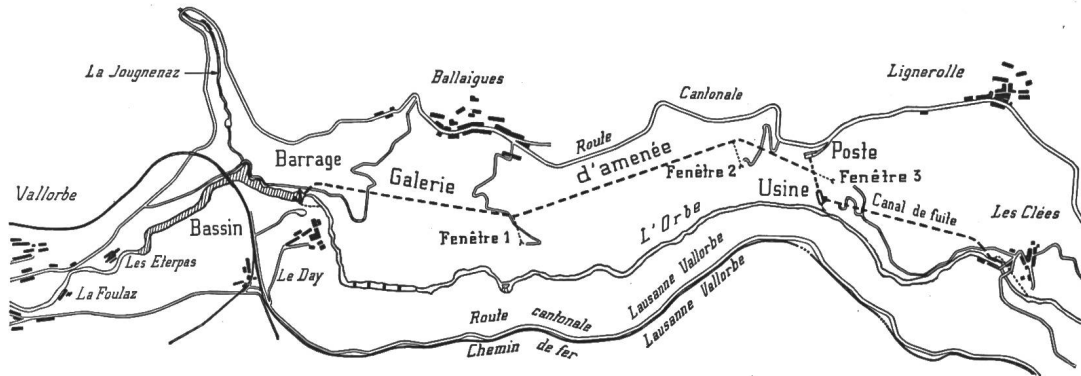 La Jougnenaz
Ballaigues
Lignerolle
Cantonale
Route
Barrage
Galerie
d'amenée
Poste
Fenêtre 2
Fenêtre 3
Vallorbe
Usine
Canal de fuite
Les Clées
Bassin
Fenêtre 1
L'Orbe
Les Eterpas
Le Day
La Foulaz
Lausanne Vallorbe
Lausanne Vallorbe
Route cantonale
Chemin de fer